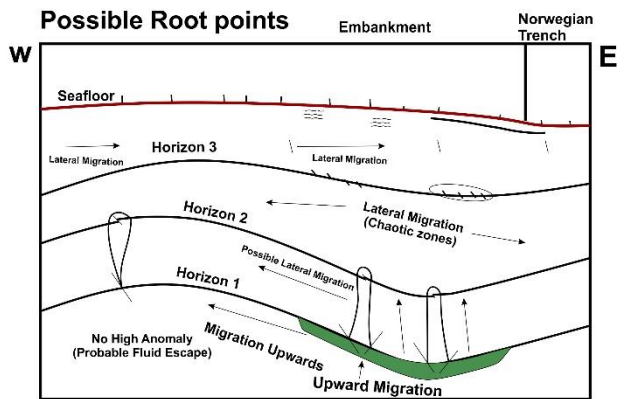 Possible Root points
Embankment
Norwegian
Trench
W
E
Seafloor
Lateral Migration
Horizon 3
Lateral Migration
Horizon 2
Lateral Migration
(Chaotic zones)
Possible Lateral Migration
Horizon 1
No High Anomaly
(Probable Fluid Escape)
Migration Upwards
Upward Migration